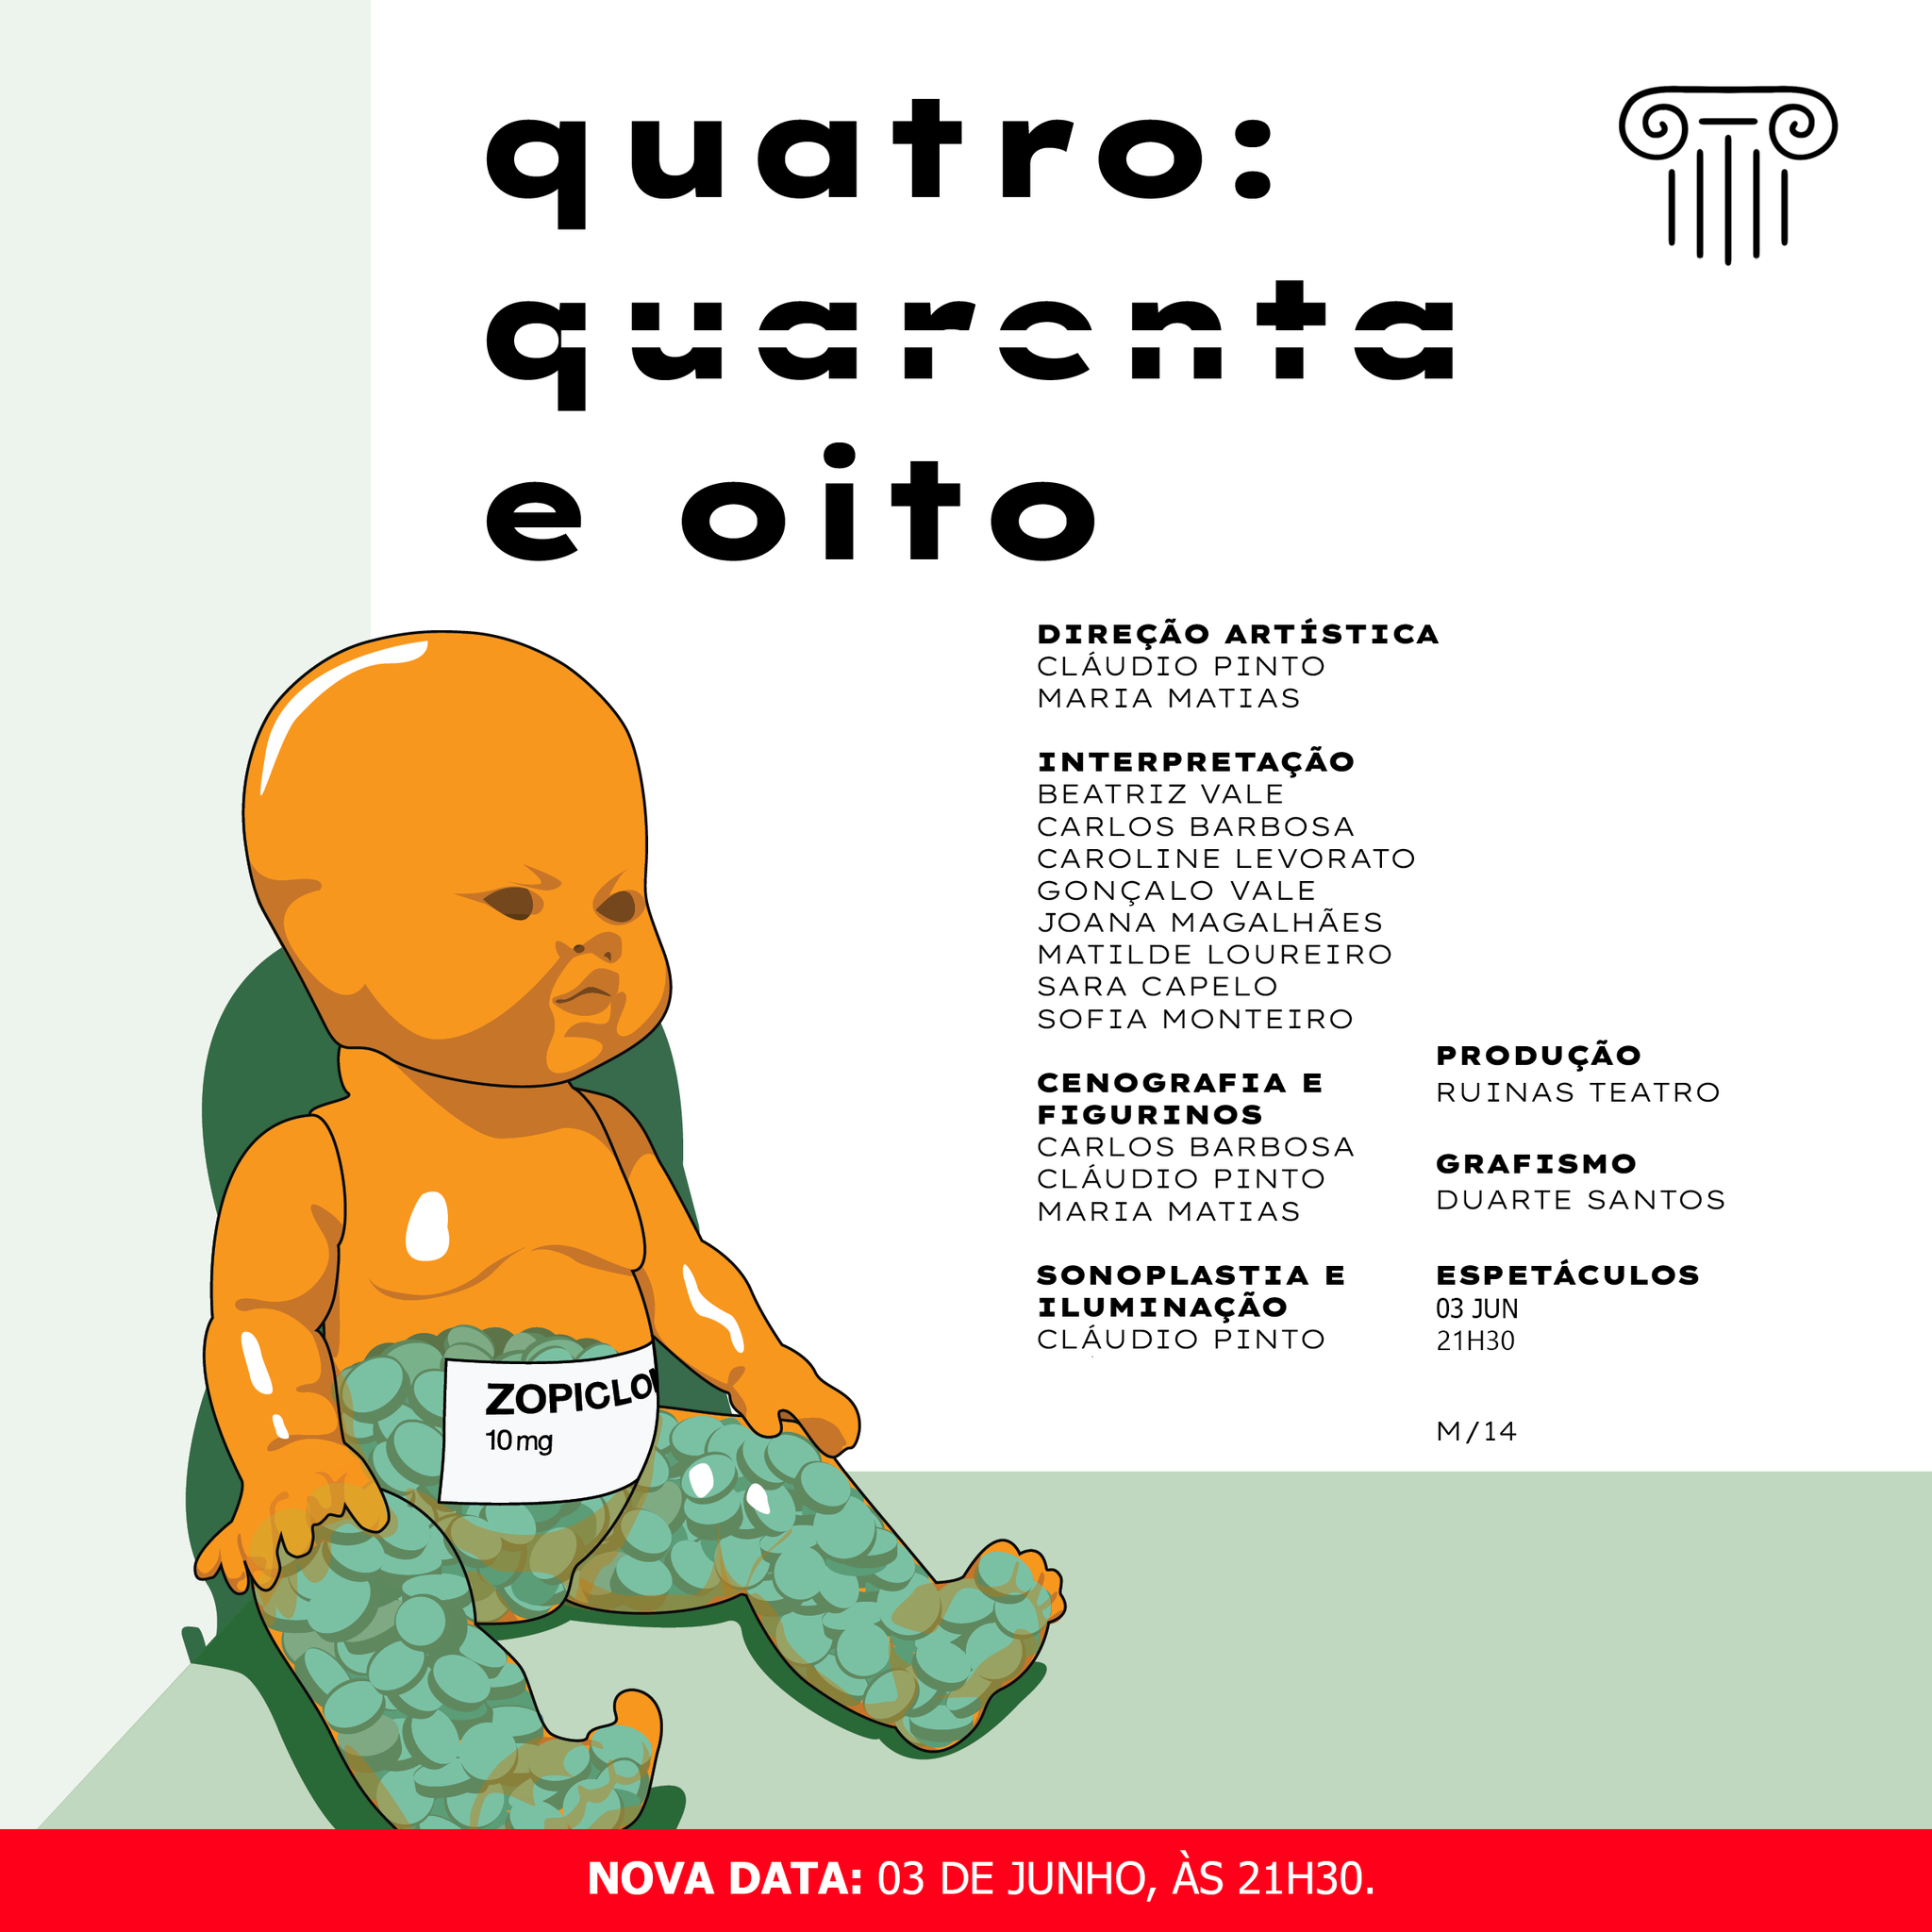 quatro:
quarenta
e oito
DIREÇÃO ARTÍSTICA
CLÁUDIO PINTO
MARIA MATIAS
INTERPRETAÇÃO
BEATRIZ VALE
CARLOS BARBOSA
CAROLINE LEVORATO
GONÇALO VALE
JOANA MAGALHÃES
MATILDE LOUREIRO
SARA CAPELO
SOFIA MONTEIRO
CENOGRAFIA E
FIGURINOS
CARLOS BARBOSA
CLÁUDIO PINTO
MARIA MATIAS
SONOPLASTIA E
ILUMINAÇÃO
CLÁUDIO PINTO
PRODUÇÃO
RUINAS TEATRO
GRAFISMO
DUARTE SANTOS
ESPETÁCULOS
03 JUN
21H30
M/14
ZOPICLO
10 mg
NOVA DATA: 03 DE JUNHO, ÀS 21H30.